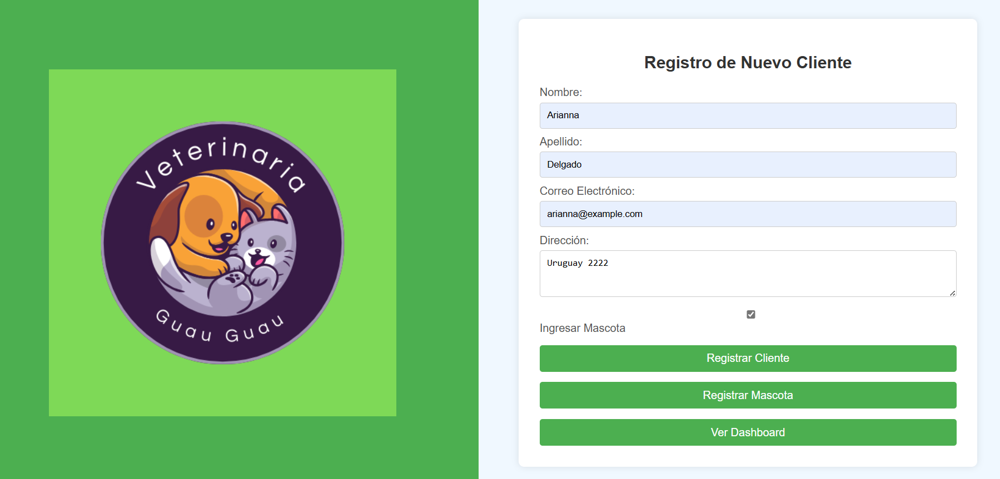 Veterinaria
Guau Guau
Registro de Nuevo Cliente
Nombre:
Arianna
Apellido:
Delgado
Correo Electrónico:
arianna@example.com
Dirección:
Uruguay 2222
Ingresar Mascota
Registrar Cliente
Registrar Mascota
Ver Dashboard